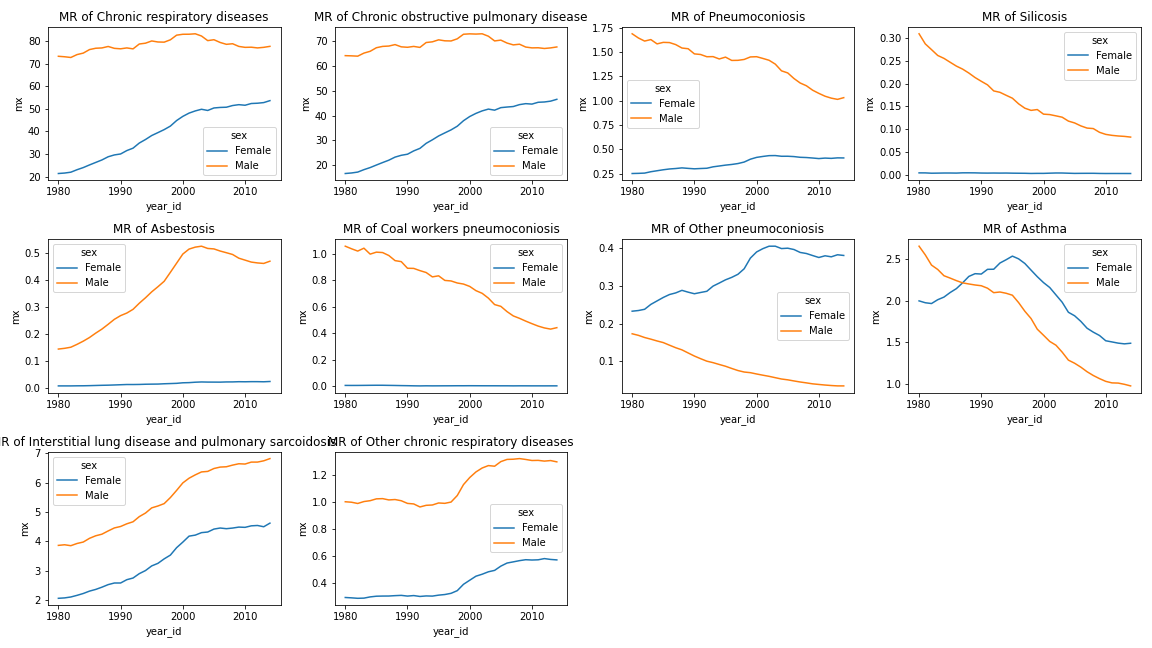 MR of Chronic respiratory diseases
mx
80
70
60
50
40
30
20
sex
Female
Male
1980 1990 2000 2010
year_id
MR of Chronic obstructive pulmonary disease
mx
70
60
50
40
30
20
sex
Female
Male
1980 1990 2000 2010
year_id
MR of Pneumoconiosis
mx
1.75
1.50
1.25
1.00
0.75
0.50
0.25
sex
Female
Male
1980 1990 2000 2010
year_id
MR of Silicosis
mx
0.30
0.25
0.20
0.15
0.10
0.05
0.00
sex
Female
Male
1980 1990 2000 2010
year_id
MR of Asbestosis
mx
0.5
0.4
0.3
0.2
0.1
0.0
sex
Female
Male
1980 1990 2000 2010
year_id
MR of Coal workers pneumoconiosis
mx
1.0
0.8
0.6
0.4
0.2
0.0
sex
Female
Male
1980 1990 2000 2010
year_id
MR of Other pneumoconiosis
mx
0.4
0.3
0.2
0.1
sex
Female
Male
1980 1990 2000 2010
year_id
MR of Asthma
mx
2.5
2.0
1.5
1.0
sex
Female
Male
1980 1990 2000 2010
year_id
MR of Interstitial lung disease and pulmonary sarcoidosis
mx
7
6
5
4
3
2
sex
Female
Male
1980 1990 2000 2010
year_id
MR of Other chronic respiratory diseases
mx
1.2
1.0
0.8
0.6
0.4
sex
Female
Male
1980 1990 2000 2010
year_id